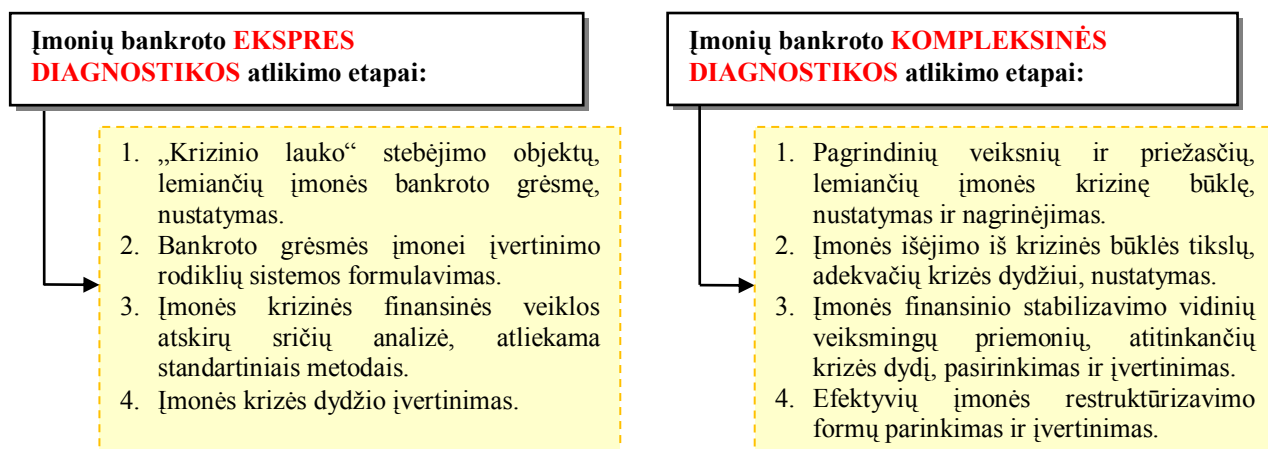 Įmonių bankroto EKSPRES
DIAGNOSTIKOS atlikimo etapai:
1. „Krizinio lauko“ stebėjimo objektų,
lemiančių įmonės bankroto grėsmę,
nustatymas.
2. Bankroto grėsmės įmonei įvertinimo
rodiklių sistemos formulavimas.
3. Įmonės krizinės finansinės veiklos
atskirų sričių analizė, atliekama
standartiniais metodais.
4. Įmonės krizės dydžio įvertinimas.
Įmonių bankroto KOMPLEKSINĖS
DIAGNOSTIKOS atlikimo etapai:
1. Pagrindinių veiksnių ir priežasčių,
lemiančių įmonės krizinę būklę,
nustatymas ir nagrinėjimas.
2. Įmonės išėjimo iš krizinės būklės tikslų,
adekvačių krizės dydžiui, nustatymas.
3. Įmonės finansinio stabilizavimo vidinių
veiksmingų priemonių, atitinkančių
krizės dydį, pasirinkimas ir įvertinimas.
4. Efektyvių įmonės restruktūrizavimo
formų parinkimas ir įvertinimas.